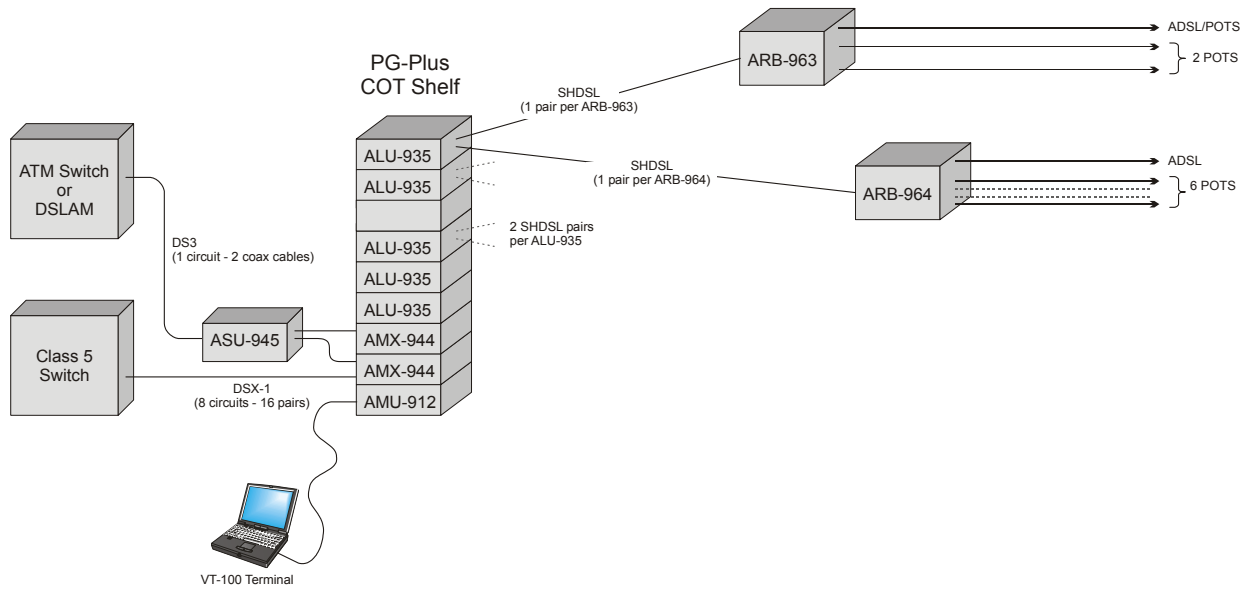 ADSL/POTS
2 POTS
ARB-963
PG-Plus
COT Shelf
SHDSL
(1 pair per ARB-963)
ATM Switch
or
DSLAM
ALU-935
ALU-935
SHDSL
(1 pair per ARB-964)
ADSL
6 POTS
ARB-964
2 SHDSL pairs
per ALU-935
ALU-935
DS3
(1 circuit - 2 coax cables)
ALU-935
ALU-935
ASU-945
AMX-944
Class 5
Switch
AMX-944
DSX-1
(8 circuits - 16 pairs)
AMU-912
VT-100 Terminal